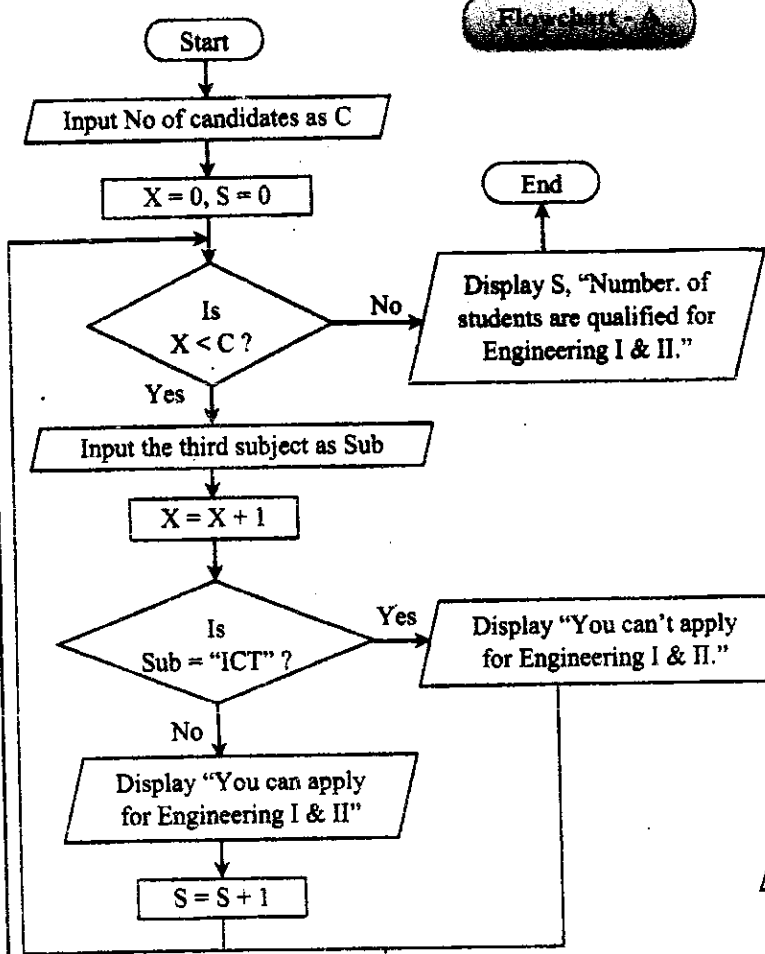 Flowchart - A
Start
Input No of candidates as C
X = 0, S = 0
End
Is
X < C ?
No
Display S, “Number. of
students are qualified for
Engineering I & II.”
Yes
Input the third subject as Sub
X = X + 1
Is
Sub = “ICT” ?
Yes
Display “You can’t apply
for Engineering I & II.”
No
Display “You can apply
for Engineering I & II”
S = S + 1